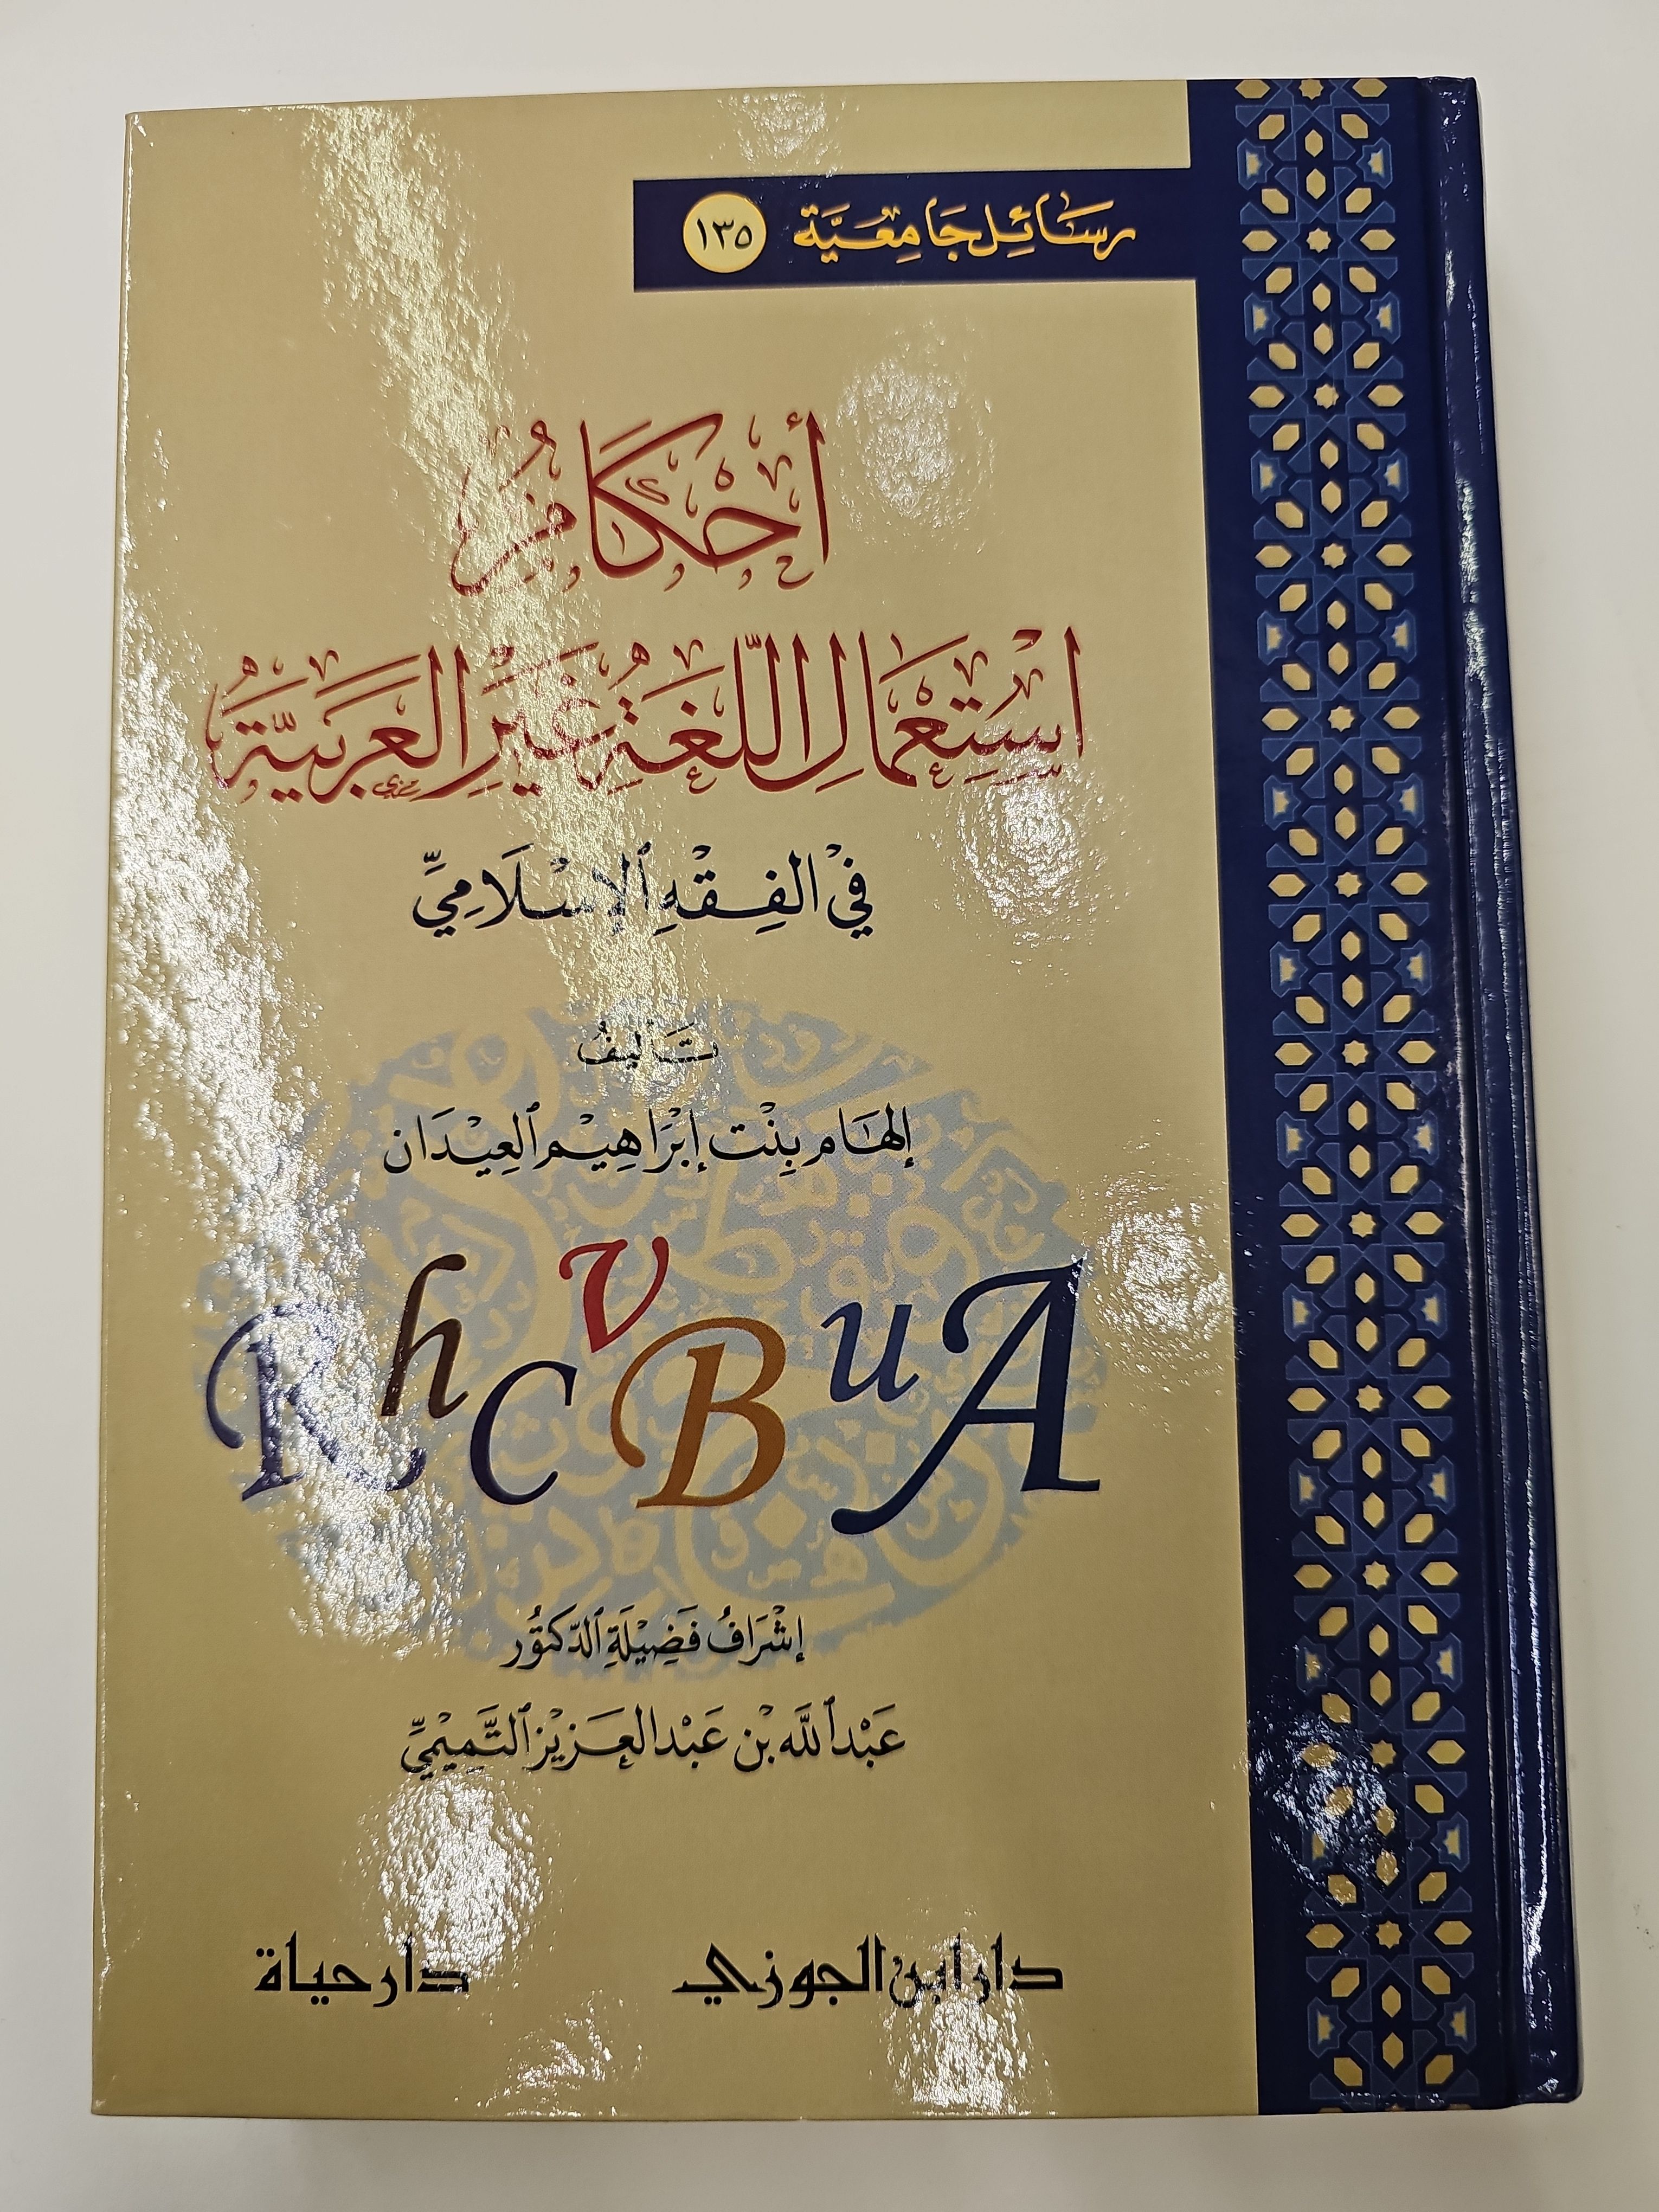 رسائل جامعية ١٣٥
أحكام
استعمال اللغة غير العربية
في الفقه الإسلامي
تأليف
إلهام بنت إبراهيم العيدان
R h c v B u A
إشراف فضيلة الدكتور
عبد الله بن عبد العزيز التميمي
دار ابن الجوزي
دار حياة